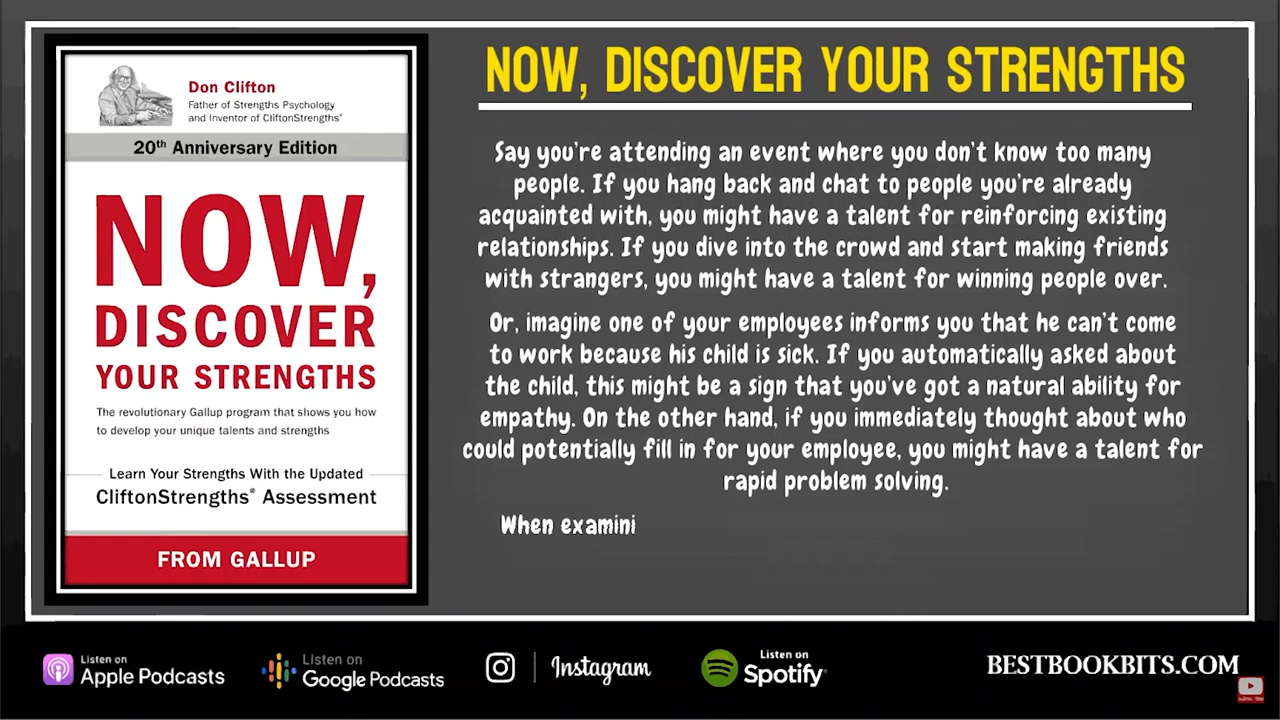 Don Clifton
Father of Strengths Psychology
and Inventor of CliftonStrengths®
20th Anniversary Edition
NOW,
DISCOVER
YOUR STRENGTHS
The revolutionary Gallup program that shows you how
to develop your unique talents and strengths
Learn Your Strengths With the Updated
CliftonStrengths® Assessment
FROM GALLUP
NOW, DISCOVER YOUR STRENGTHS
Say you're attending an event where you don't know too many
people. If you hang back and chat to people you're already
acquainted with, you might have a talent for reinforcing existing
relationships. If you dive into the crowd and start making friends
with strangers, you might have a talent for winning people over.
Or, imagine one of your employees informs you that he can't come
to work because his child is sick. If you automatically asked about
the child, this might be a sign that you've got a natural ability for
empathy. On the other hand, if you immediately thought about who
could potentially fill in for your employee, you might have a talent for
rapid problem solving.
When examini
Listen on
Apple Podcasts
Listen on
Google Podcasts
Instagram
Listen on
Spotify
BESTBOOKBITS.COM